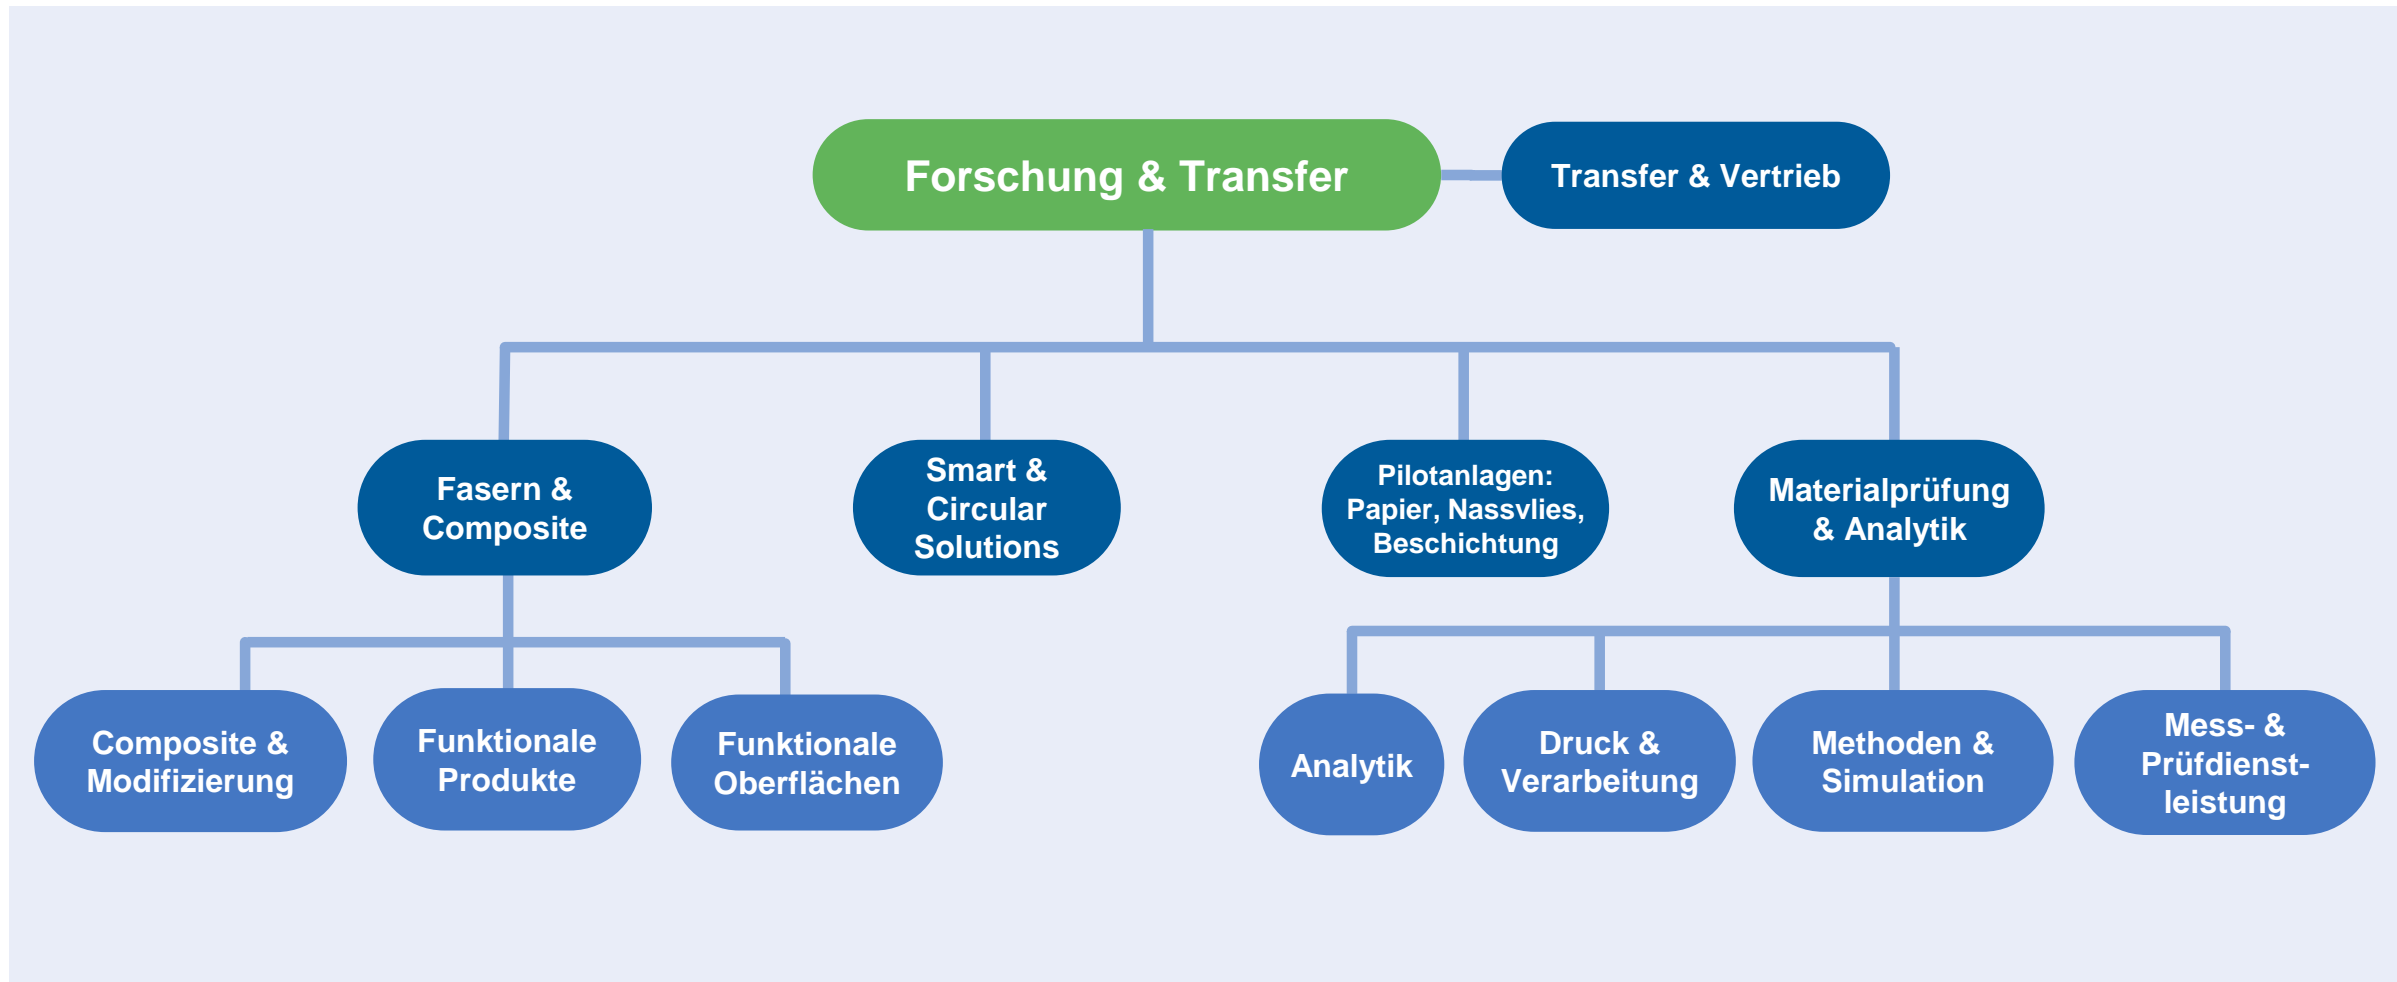 Forschung & Transfer
Transfer & Vertrieb
Fasern &
Composite
Smart &
Circular
Solutions
Pilotanlagen:
Papier, Nassvlies,
Beschichtung
Materialprüfung
& Analytik
Composite &
Modifizierung
Funktionale
Produkte
Funktionale
Oberflächen
Analytik
Druck &
Verarbeitung
Methoden &
Simulation
Mess- &
Prüfdienst-
leistung